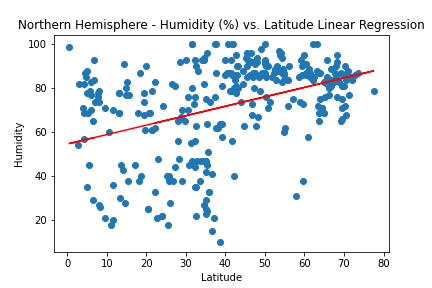 Northern Hemisphere - Humidity (%) vs. Latitude Linear Regression
100
80
60
40
20
Humidity
0 10 20 30 40 50 60 70 80
Latitude